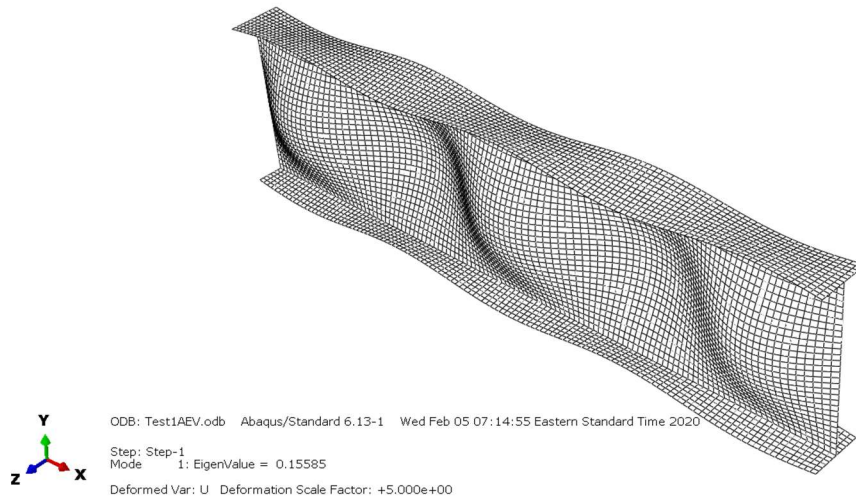 Y
Z
X
ODB: Test1AEV.odb Abaqus/Standard 6.13-1 Wed Feb 05 07:14:55 Eastern Standard Time 2020
Step: Step-1
Mode 1: EigenValue = 0.15585
Deformed Var: U Deformation Scale Factor: +5.000e+00